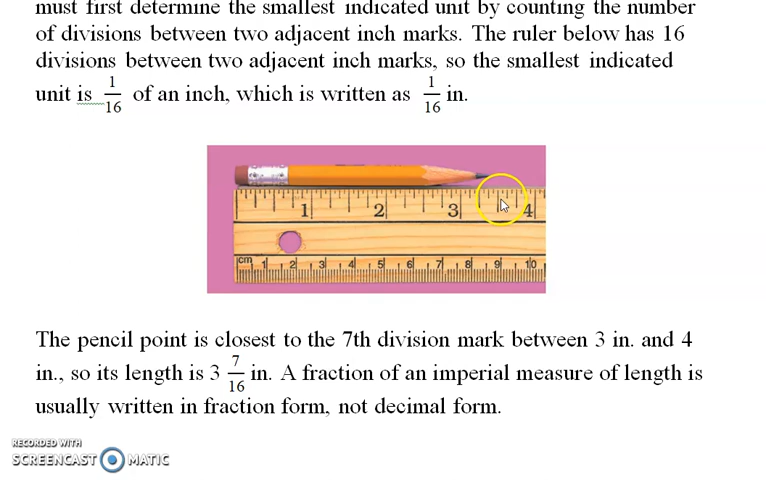 must first determine the smallest indicated unit by counting the number
of divisions between two adjacent inch marks. The ruler below has 16
divisions between two adjacent inch marks, so the smallest indicated
unit is 1/16 of an inch, which is written as 1/16 in.
1 2 3 4
cm 1 2 3 4 5 6 7 8 9 10
The pencil point is closest to the 7th division mark between 3 in. and 4
in., so its length is 3 7/16 in. A fraction of an imperial measure of length is
usually written in fraction form, not decimal form.
RECORDED WITH
SCREENCAST MATIC